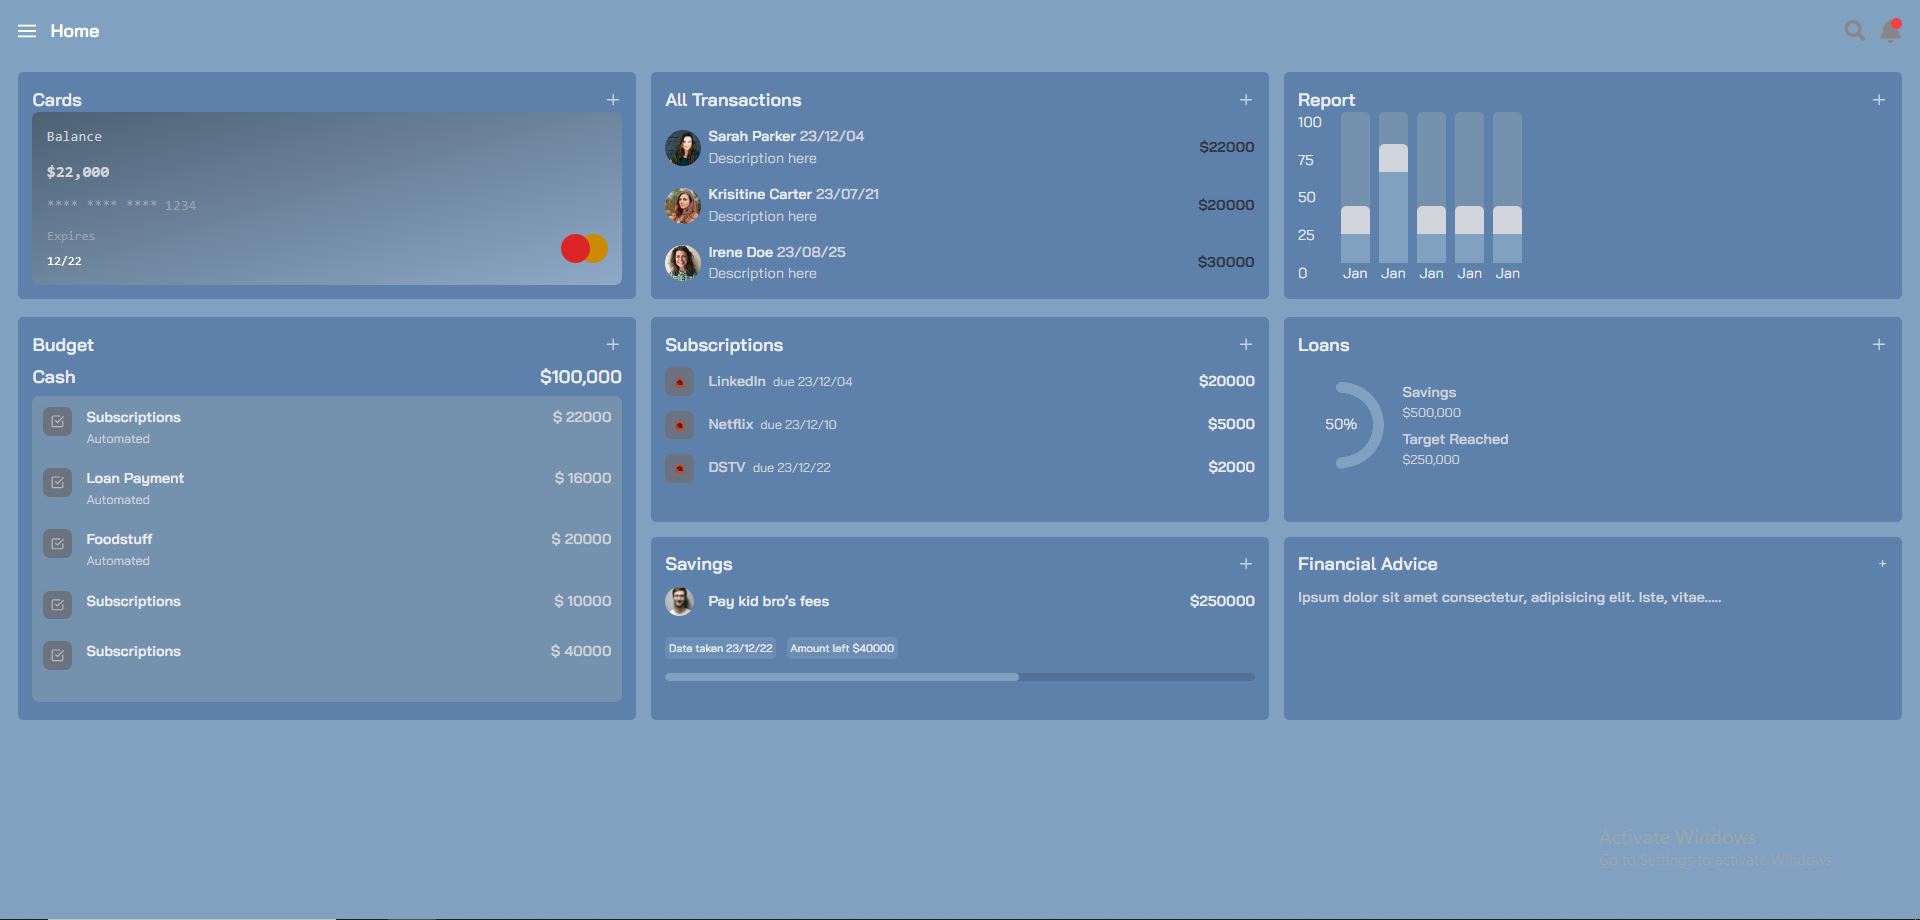 Home
Cards
Balance
$22,000
**** **** **** 1234
Expires
12/22
All Transactions
Sarah Parker 23/12/04
Description here
$22000
Krisitine Carter 23/07/21
Description here
$20000
Irene Doe 23/08/25
Description here
$30000
Report
100
75
50
25
0
Jan Jan Jan Jan Jan
Budget
Cash $100,000
Subscriptions $ 22000
Automated
Loan Payment $ 16000
Automated
Foodstuff $ 20000
Automated
Subscriptions $ 10000
Subscriptions $ 40000
Subscriptions
LinkedIn due 23/12/04 $20000
Netflix due 23/12/10 $5000
DSTV due 23/12/22 $2000
Loans
50%
Savings
$500,000
Target Reached
$250,000
Savings
Pay kid bro's fees $250000
Date taken 23/12/22 Amount left $40000
Financial Advice
Ipsum dolor sit amet consectetur, adipisicing elit. Iste, vitae.....
Activate Windows
Go to Settings to activate Windows.